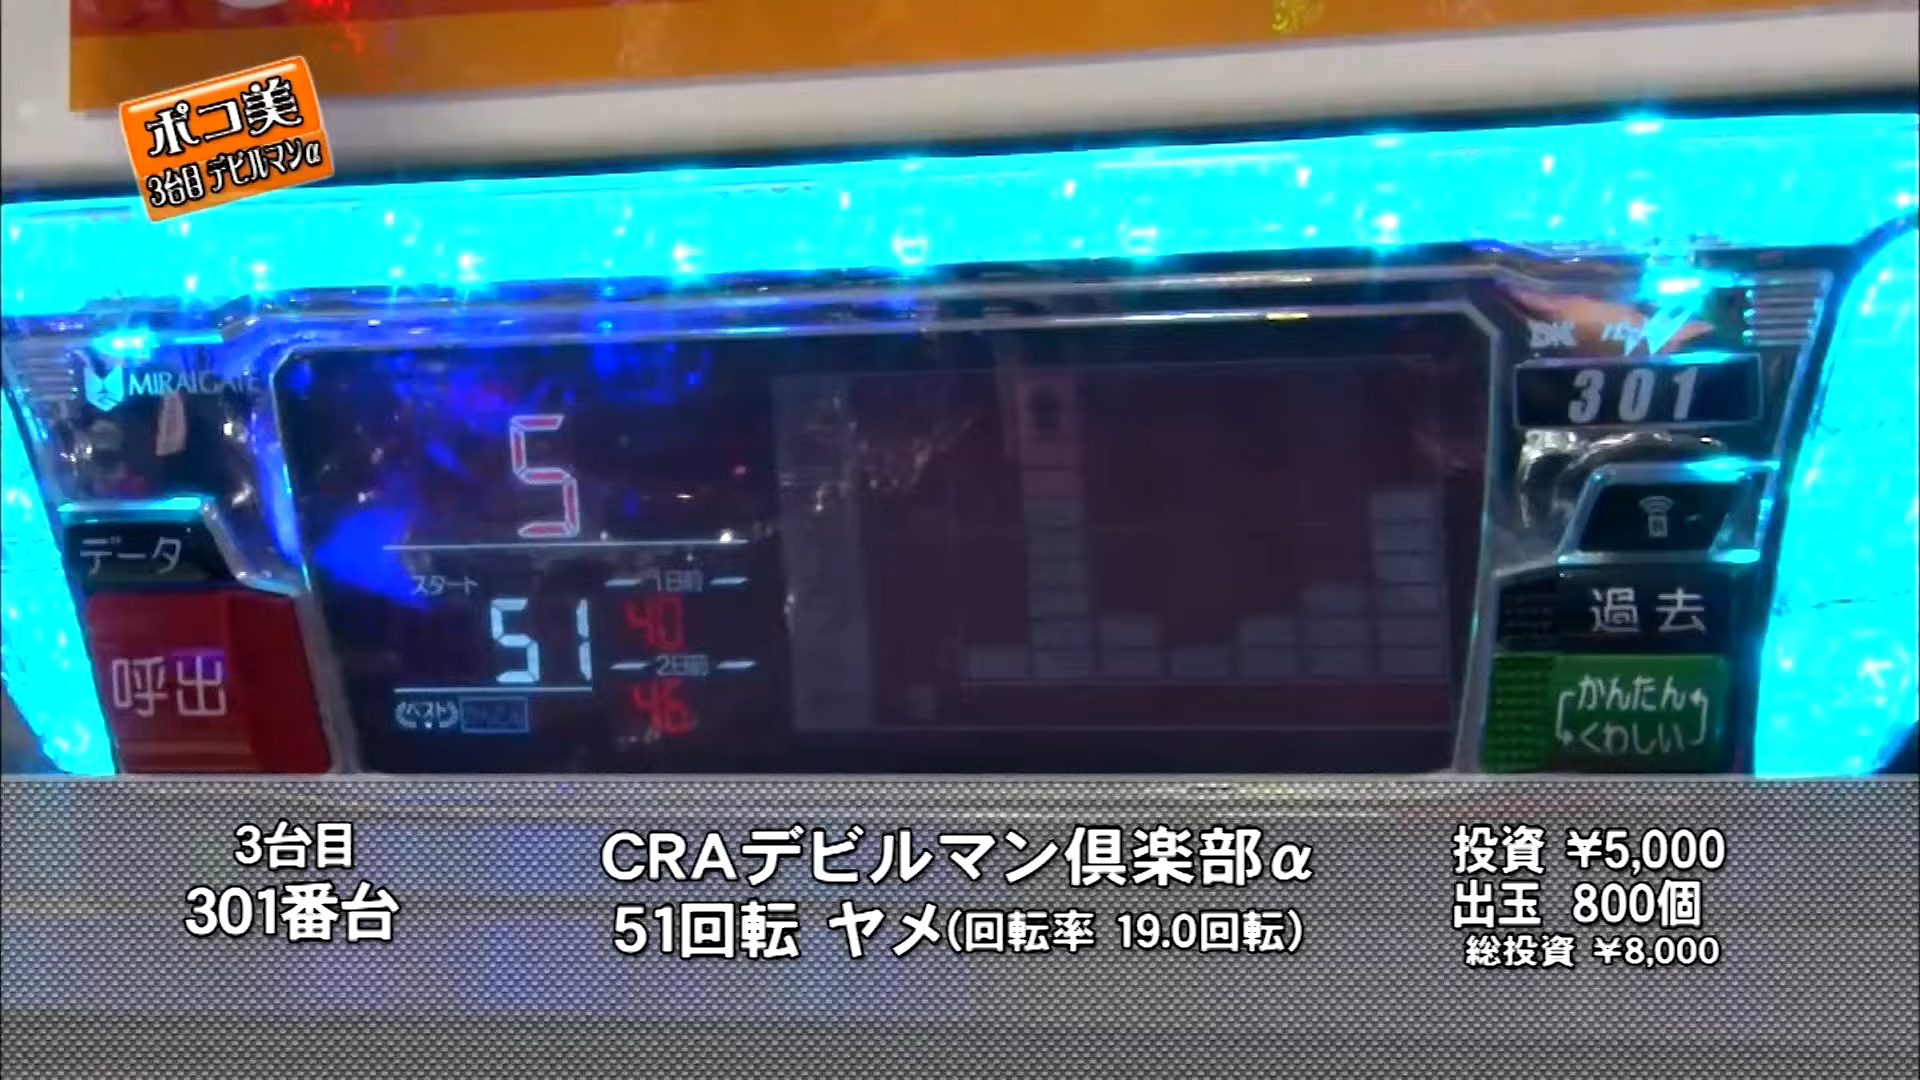 ポコ美
3台目 デビルマンα
MIRAIGATE
301
データ
5
スタート
1日前
51
40
2日前
46
呼出
過去
かんたん
くわしい
3台目
301番台
CRAデビルマン倶楽部α
51回転 ヤメ(回転率 19.0回転)
投資 ¥5,000
出玉 800個
総投資 ¥8,000